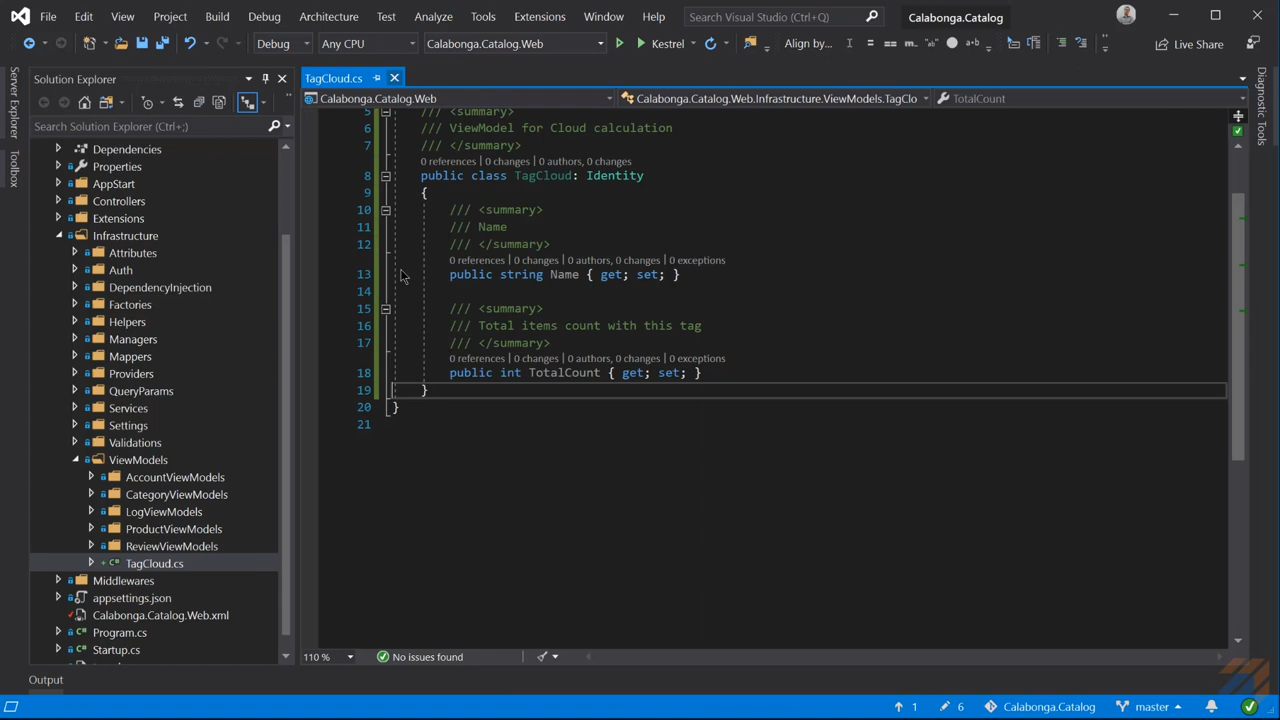 File Edit View Project Build Debug Architecture Test Analyze Tools Extensions Window Help Search Visual Studio (Ctrl+Q) Calabonga.Catalog
Debug Any CPU Calabonga.Catalog.Web Kestrel Align by... Live Share
Server Explorer
Toolbox
Solution Explorer
Search Solution Explorer (Ctrl+;)
Dependencies
Properties
AppStart
Controllers
Extensions
Infrastructure
Attributes
Auth
DependencyInjection
Factories
Helpers
Managers
Mappers
Providers
QueryParams
Services
Settings
Validations
ViewModels
AccountViewModels
CategoryViewModels
LogViewModels
ProductViewModels
ReviewViewModels
TagCloud.cs
Middlewares
appsettings.json
Calabonga.Catalog.Web.xml
Program.cs
Startup.cs
TagCloud.cs
Calabonga.Catalog.Web Calabonga.Catalog.Web.Infrastructure.ViewModels.TagClo TotalCount
5 /// <summary>
6 /// ViewModel for Cloud calculation
7 /// </summary>
0 references | 0 changes | 0 authors, 0 changes
8 public class TagCloud: Identity
9 {
10 /// <summary>
11 /// Name
12 /// </summary>
0 references | 0 changes | 0 authors, 0 changes | 0 exceptions
13 public string Name { get; set; }
14
15 /// <summary>
16 /// Total items count with this tag
17 /// </summary>
0 references | 0 changes | 0 authors, 0 changes | 0 exceptions
18 public int TotalCount { get; set; }
19 }
20 }
21
110 % No issues found
Diagnostic Tools
Output
1 6 Calabonga.Catalog master